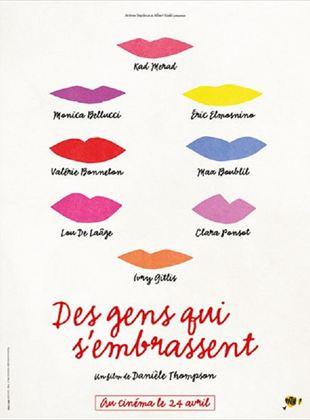 Kad Merad
Monica Bellucci
Éric Elmosnino
Valérie Bonneton
Max Boublil
Lou De Laâge
Clara Ponsot
Ivry Gitlis
Des gens qui
s'embrassent
Un film de Danièle Thompson
Au cinéma le 24 avril